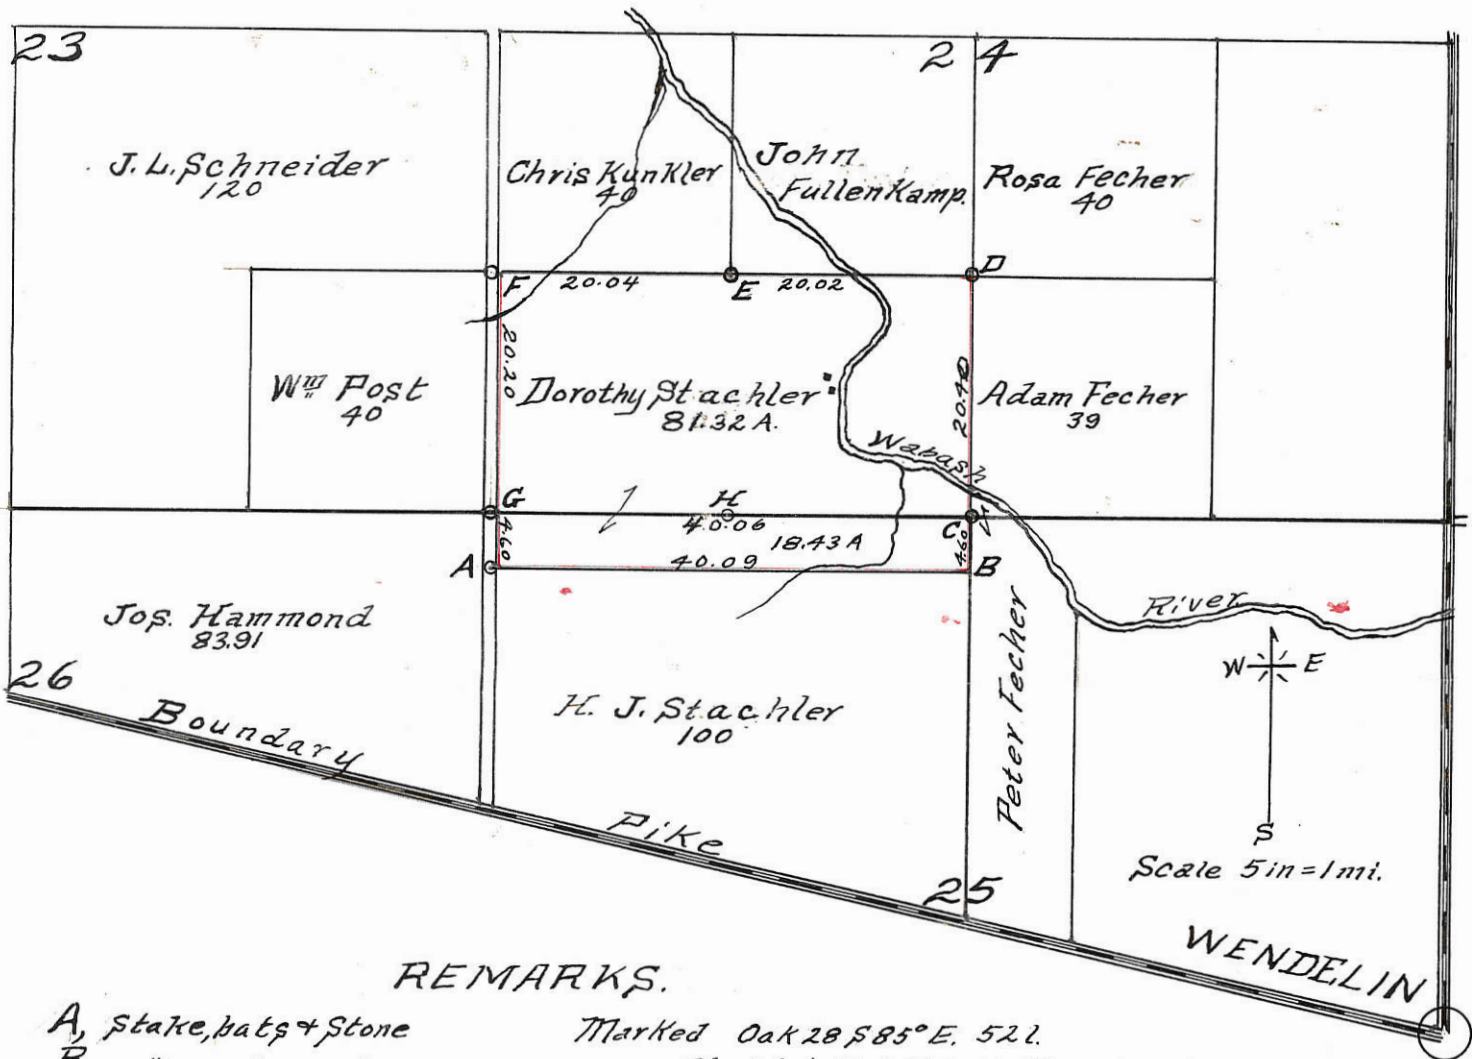 23
24
J. L. Schneider
120
Chris Kunkler
40
John
Fullenkamp.
Rosa Fecher
40
F
20.04
E
20.02
D
20.20
Wm Post
40
Dorothy Stachler
81.32 A.
20.40
Adam Fecher
39
Wabash
G
H
40.06
C
4.60
18.43 A
4.60
A
40.09
B
Jos. Hammond
83.91
River
W E
26
Boundary
H. J. Stachler
100
Peter Fecher
Pike
S
Scale 5 in = 1 mi.
25
WENDELIN
REMARKS.
A, Stake, bats & Stone Marked Oak 28 S 85° E. 52 l.
B